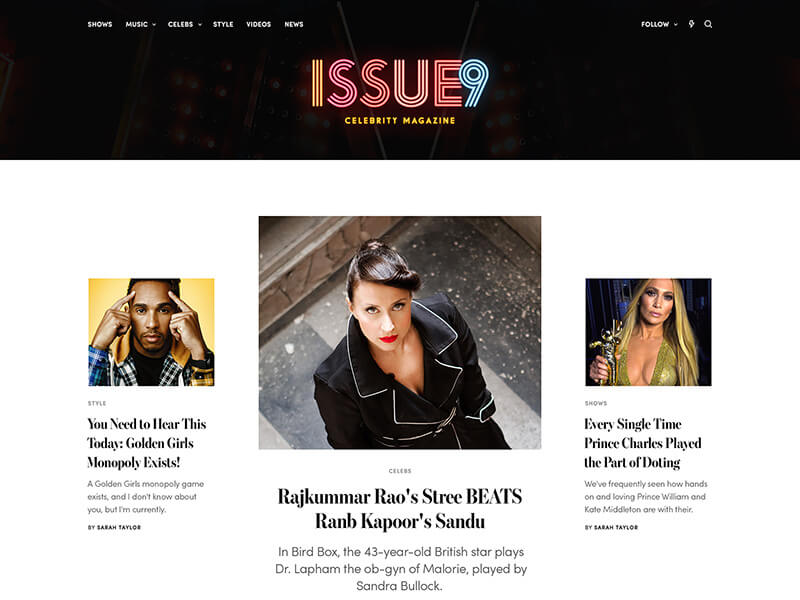 SHOWS MUSIC CELEBS STYLE VIDEOS NEWS FOLLOW
ISSUE9
CELEBRITY MAGAZINE
STYLE
You Need to Hear This
Today: Golden Girls
Monopoly Exists!
A Golden Girls monopoly game
exists, and I don't know about
you, but I'm currently.
BY SARAH TAYLOR
CELEBS
Rajkummar Rao's Stree BEATS
Ranb Kapoor's Sandu
In Bird Box, the 43-year-old British star plays
Dr. Lapham the ob-gyn of Malorie, played by
Sandra Bullock.
SHOWS
Every Single Time
Prince Charles Played
the Part of Doting
We've frequently seen how hands
on and loving Prince William and
Kate Middleton are with their.
BY SARAH TAYLOR